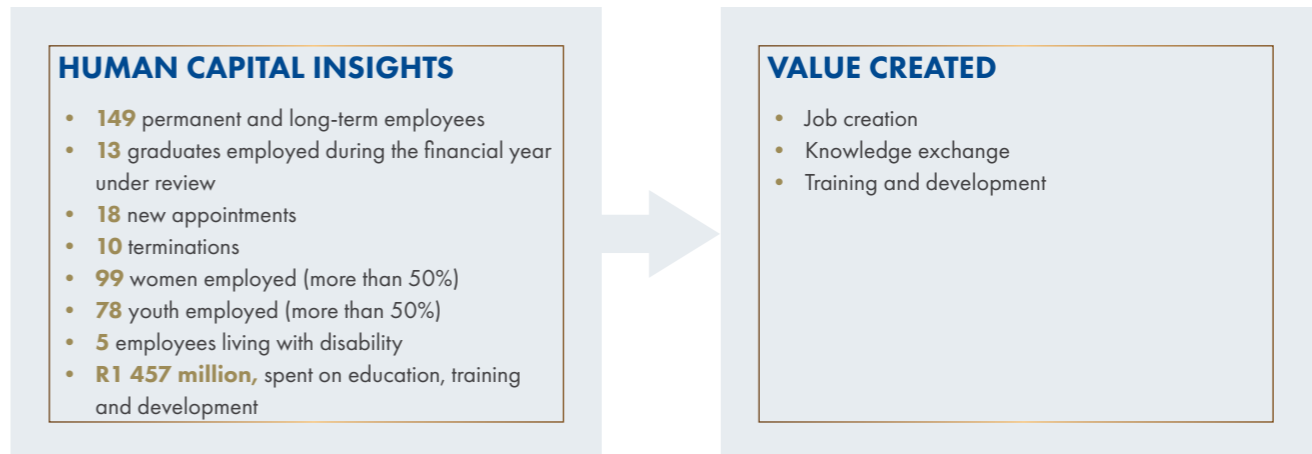 HUMAN CAPITAL INSIGHTS
• 149 permanent and long-term employees
• 13 graduates employed during the financial year
under review
• 18 new appointments
• 10 terminations
• 99 women employed (more than 50%)
• 78 youth employed (more than 50%)
• 5 employees living with disability
• R1 457 million, spent on education, training
and development
VALUE CREATED
• Job creation
• Knowledge exchange
• Training and development